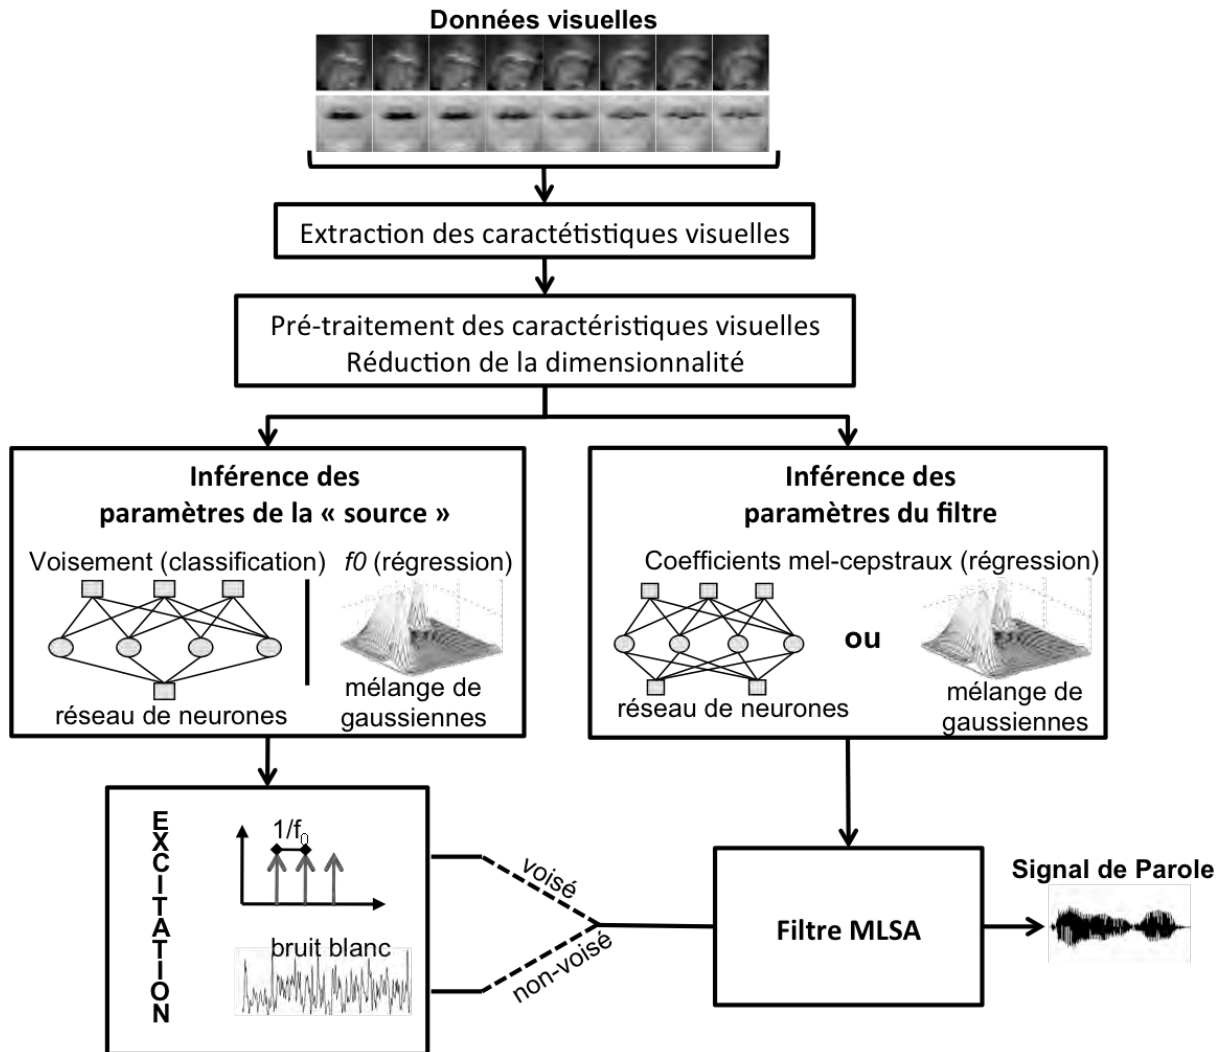 Données visuelles
Extraction des caractétistiques visuelles
Pré-traitement des caractéristiques visuelles
Réduction de la dimensionnalité
Inférence des
paramètres de la « source »
Voisement (classification)
f0 (régression)
réseau de neurones
mélange de
gaussiennes
Inférence des
paramètres du filtre
Coefficients mel-cepstraux (régression)
ou
réseau de neurones
mélange de
gaussiennes
EXCITATION
1/f0
bruit blanc
voisé
non-voisé
Filtre MLSA
Signal de Parole